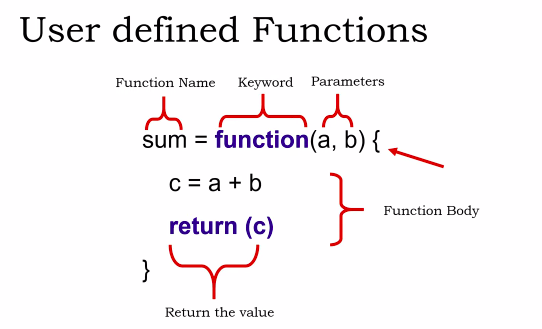 User defined Functions
Function Name Keyword Parameters
sum = function(a, b) {
c = a + b
return (c)
Function Body
}
Return the value